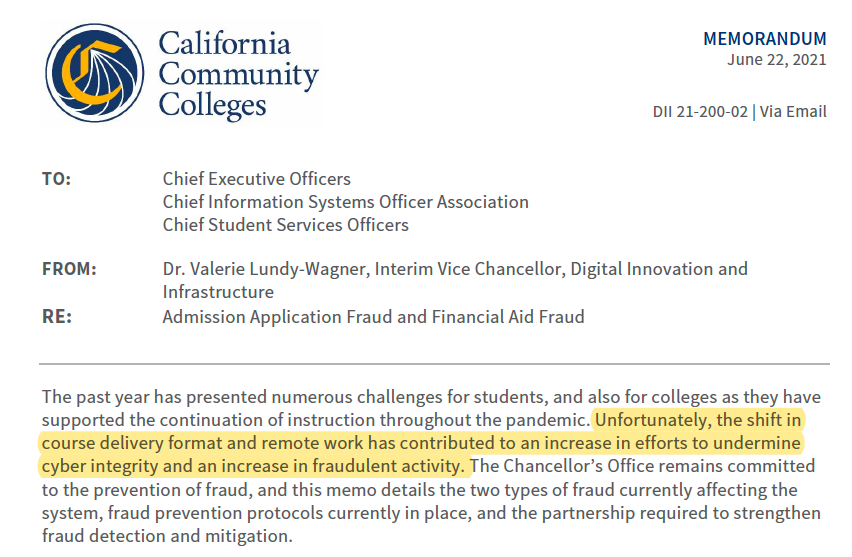 California
Community
Colleges
MEMORANDUM
June 22, 2021
DII 21-200-02 | Via Email
TO: Chief Executive Officers
Chief Information Systems Officer Association
Chief Student Services Officers
FROM: Dr. Valerie Lundy-Wagner, Interim Vice Chancellor, Digital Innovation and
Infrastructure
RE: Admission Application Fraud and Financial Aid Fraud
The past year has presented numerous challenges for students, and also for colleges as they have
supported the continuation of instruction throughout the pandemic. Unfortunately, the shift in
course delivery format and remote work has contributed to an increase in efforts to undermine
cyber integrity and an increase in fraudulent activity. The Chancellor’s Office remains committed
to the prevention of fraud, and this memo details the two types of fraud currently affecting the
system, fraud prevention protocols currently in place, and the partnership required to strengthen
fraud detection and mitigation.